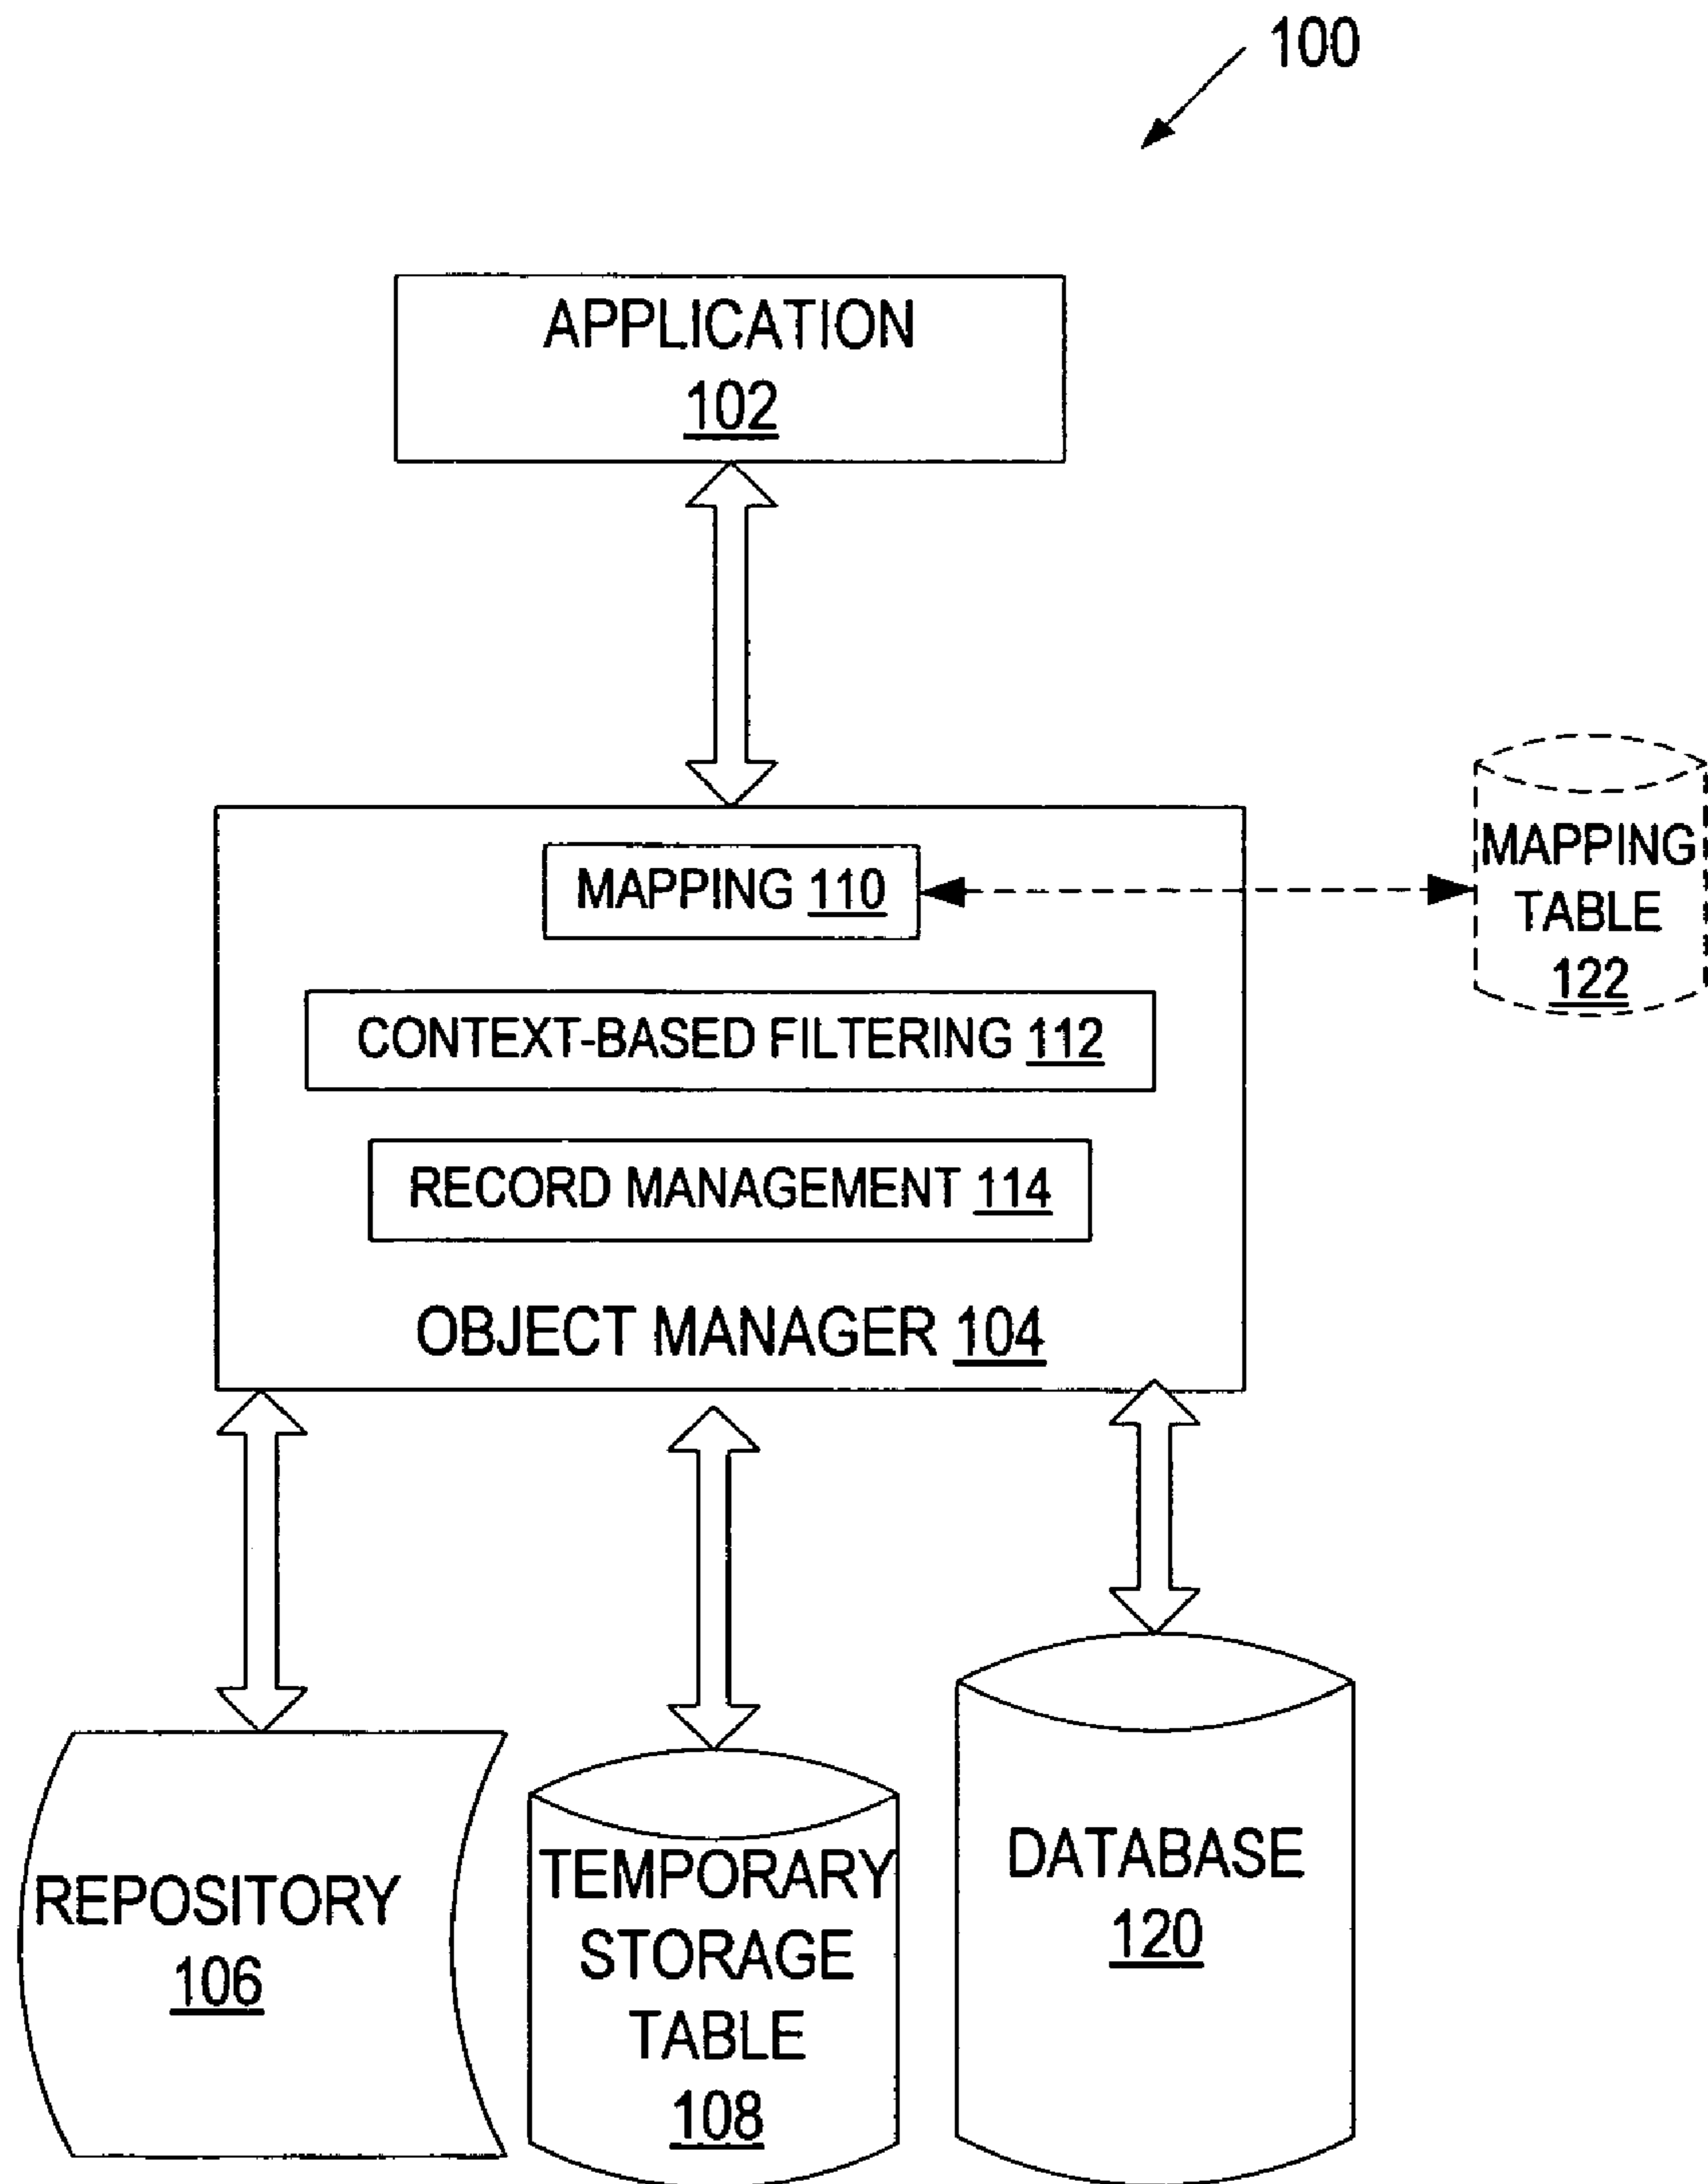 100
APPLICATION
102
MAPPING 110
MAPPING
TABLE
122
CONTEXT-BASED FILTERING 112
RECORD MANAGEMENT 114
OBJECT MANAGER 104
REPOSITORY
106
TEMPORARY
STORAGE
TABLE
108
DATABASE
120